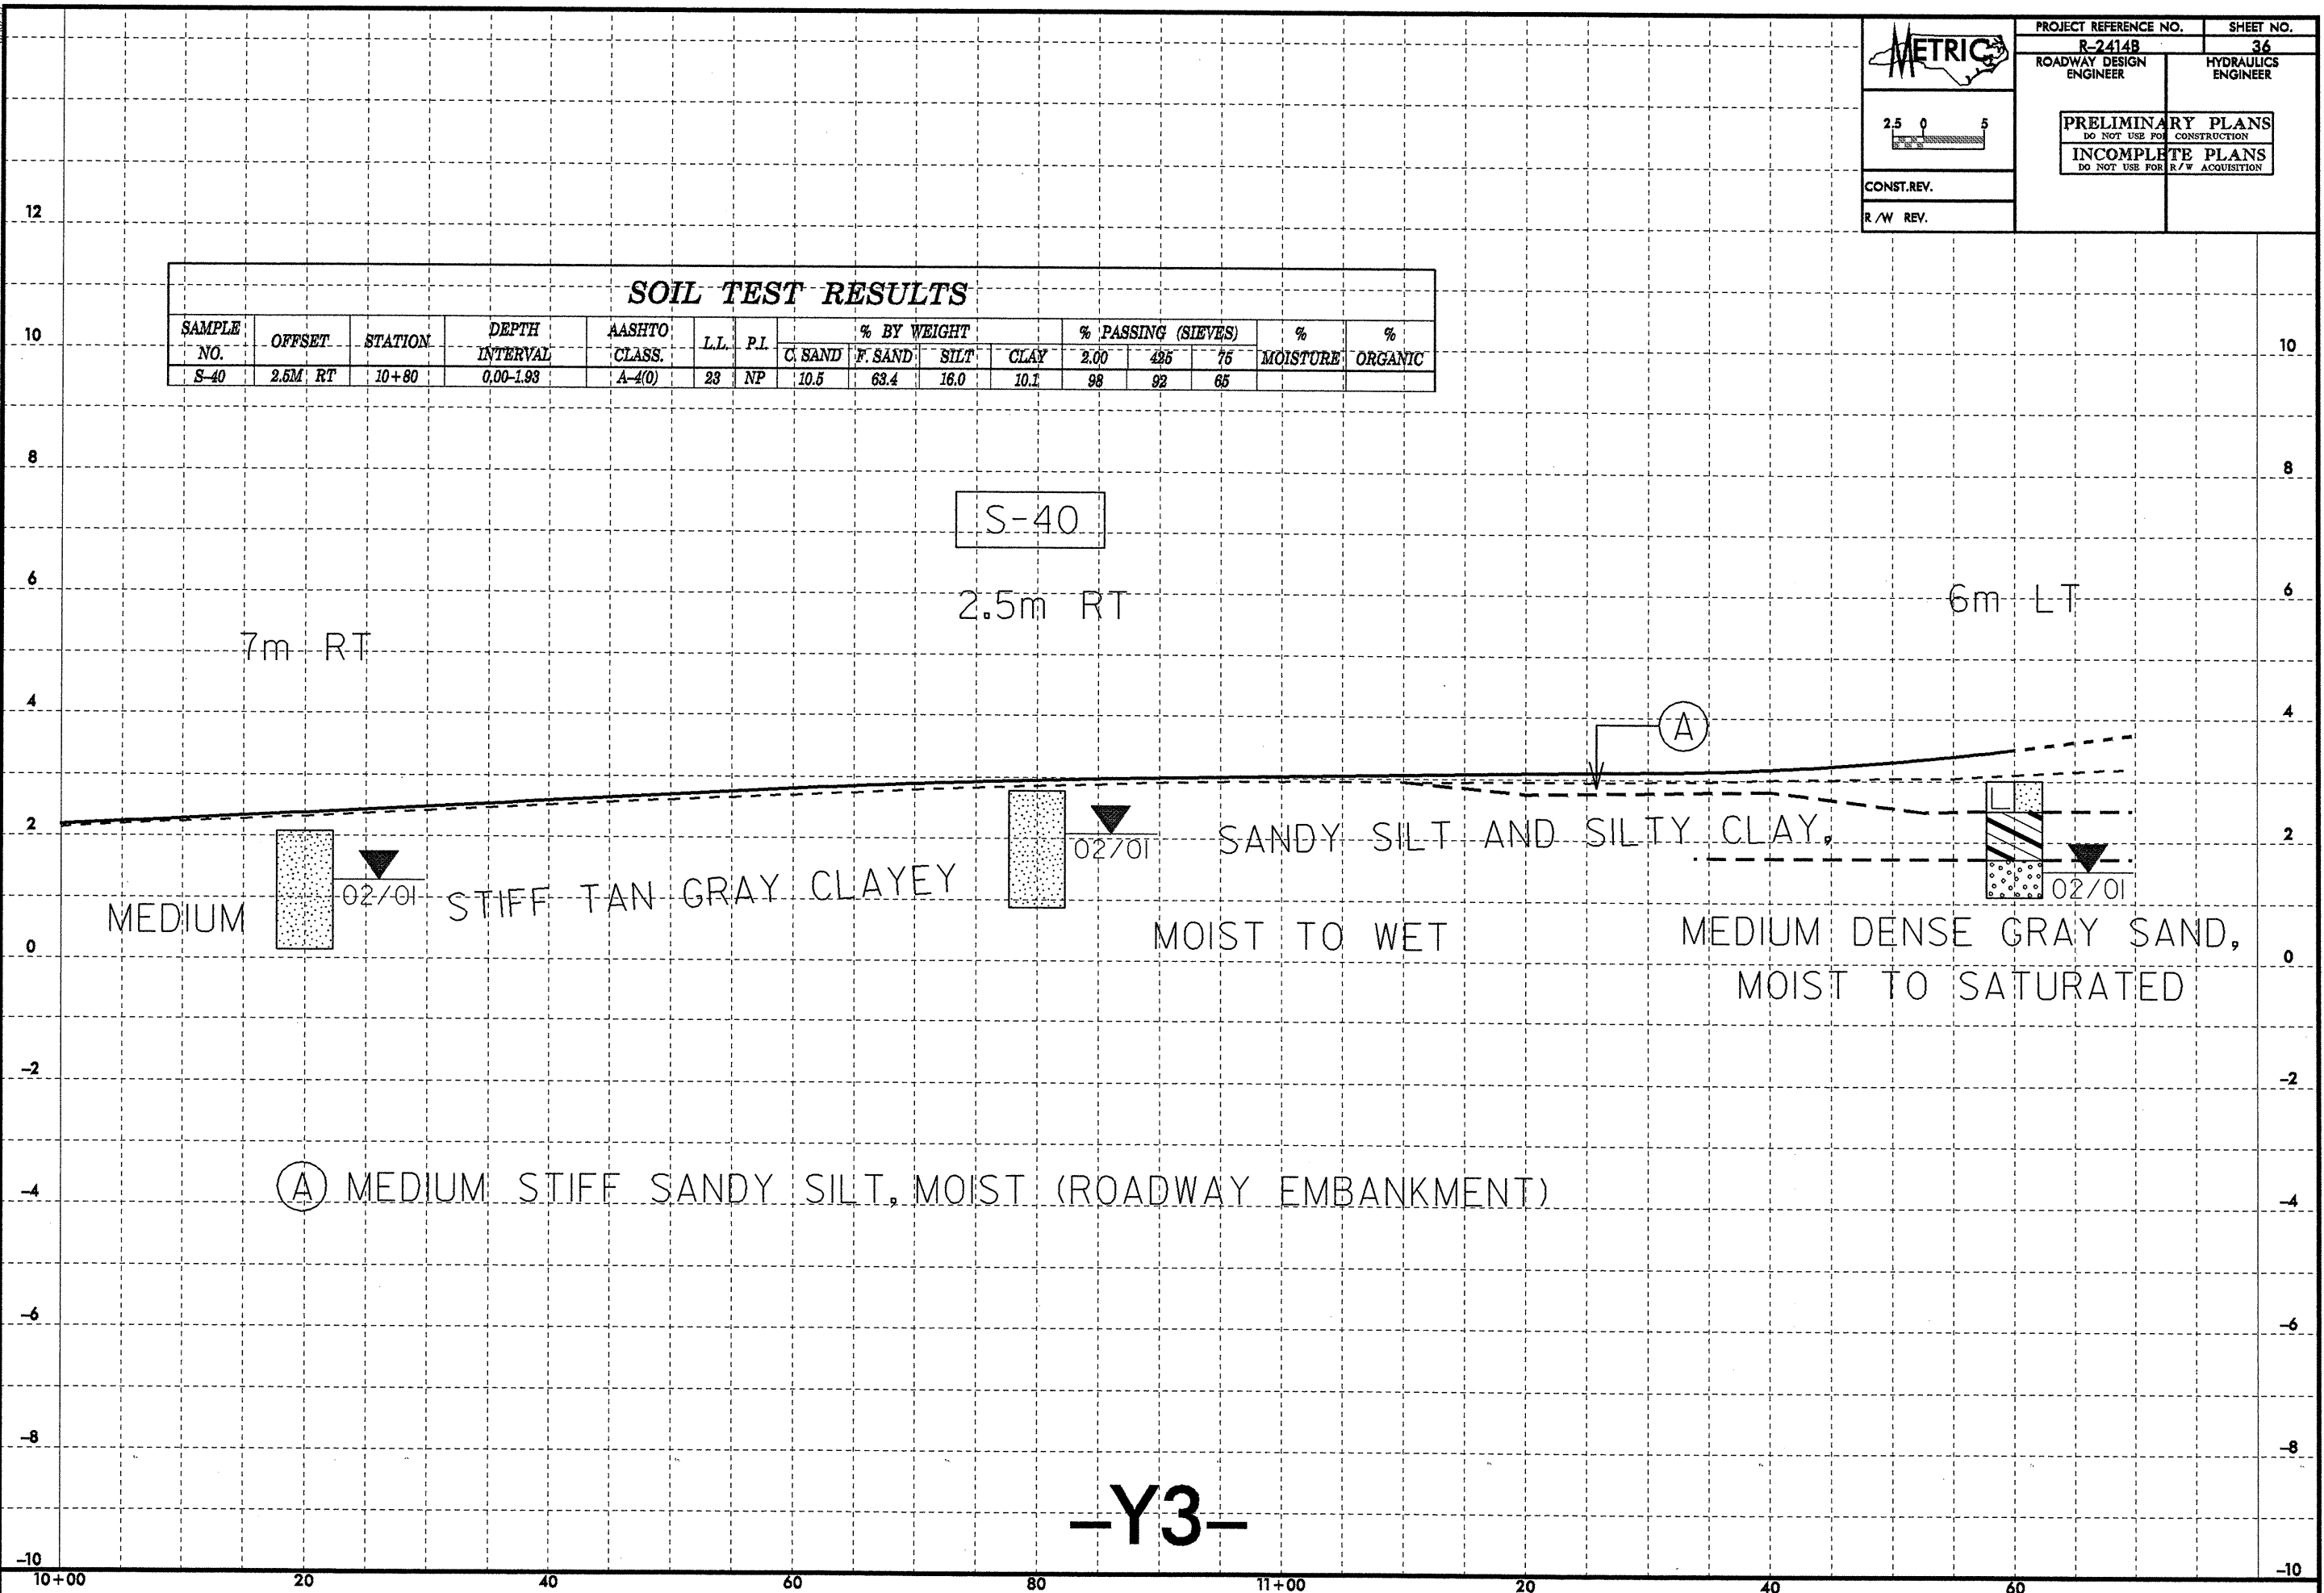 METRIC
PROJECT REFERENCE NO. SHEET NO.
R-2414B 36
ROADWAY DESIGN ENGINEER HYDRAULICS ENGINEER
PRELIMINARY PLANS
DO NOT USE FOR CONSTRUCTION
INCOMPLETE PLANS
DO NOT USE FOR R/W ACQUISITION
2.5 0 5
CONST.REV.
R/W REV.
SOIL TEST RESULTS
SAMPLE NO. OFFSET STATION DEPTH INTERVAL AASHTO CLASS. L.L. P.I. % BY WEIGHT % PASSING (SIEVES) % MOISTURE % ORGANIC
C. SAND F. SAND SILT CLAY 2.00 425 75
S-40 2.5M RT 10+80 0.00-1.93 A-4(0) 23 NP 10.5 63.4 16.0 10.1 98 92 65
12
10 10
8 8
S-40
6 6
2.5m RT
6m LT
7m RT
4 4
A
2 2
02/01
02/01
02/01
SANDY SILT AND SILTY CLAY,
MEDIUM STIFF TAN GRAY CLAYEY
MOIST TO WET
MEDIUM DENSE GRAY SAND,
MOIST TO SATURATED
L
0 0
-2 -2
A MEDIUM STIFF SANDY SILT, MOIST (ROADWAY EMBANKMENT)
-4 -4
-6 -6
-8 -8
-Y3-
-10 -10
10+00 20 40 60 80 11+00 20 40 60